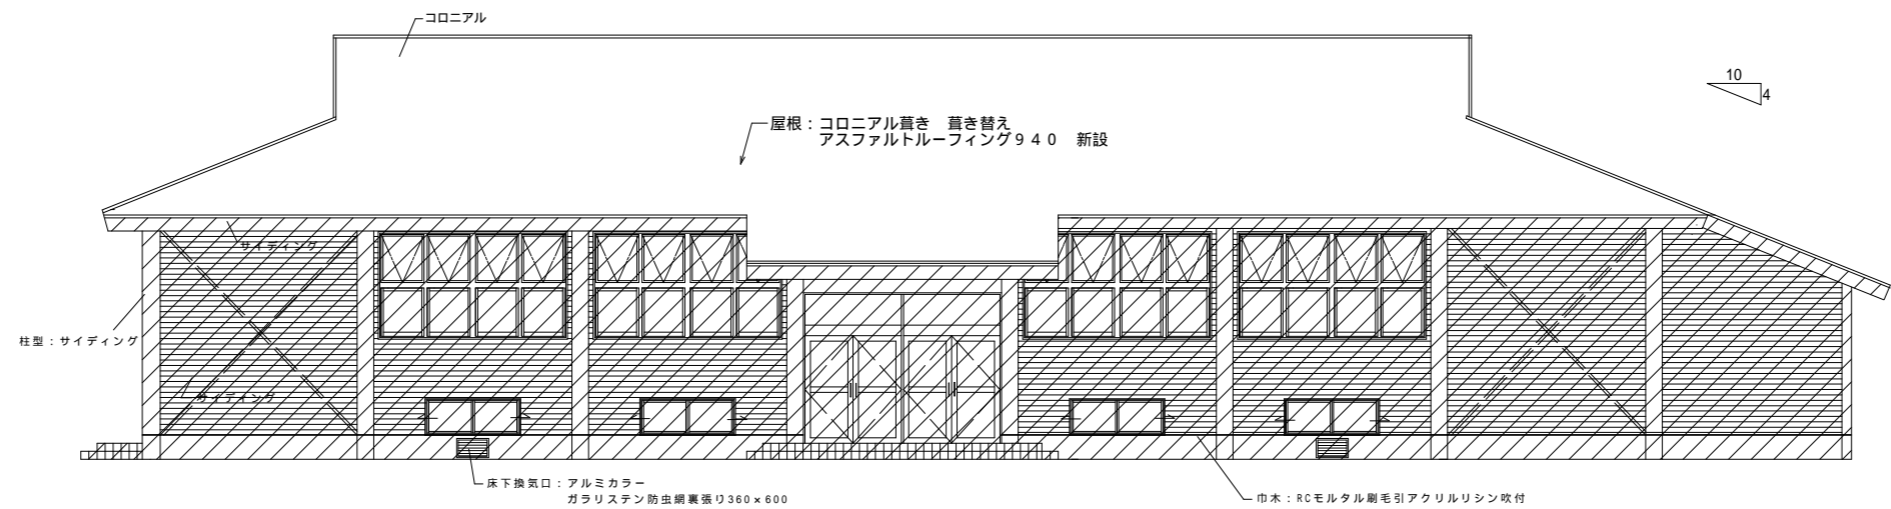 コロニアル
10
4
屋根：コロニアル葺き　葺き替え
アスファルトルーフィング９４０　新設
サイディング
柱型：サイディング
サイディング
床下換気口：アルミカラー
ガラリステン防虫網裏張り360×600
巾木：RCモルタル刷毛引アクリルリシン吹付